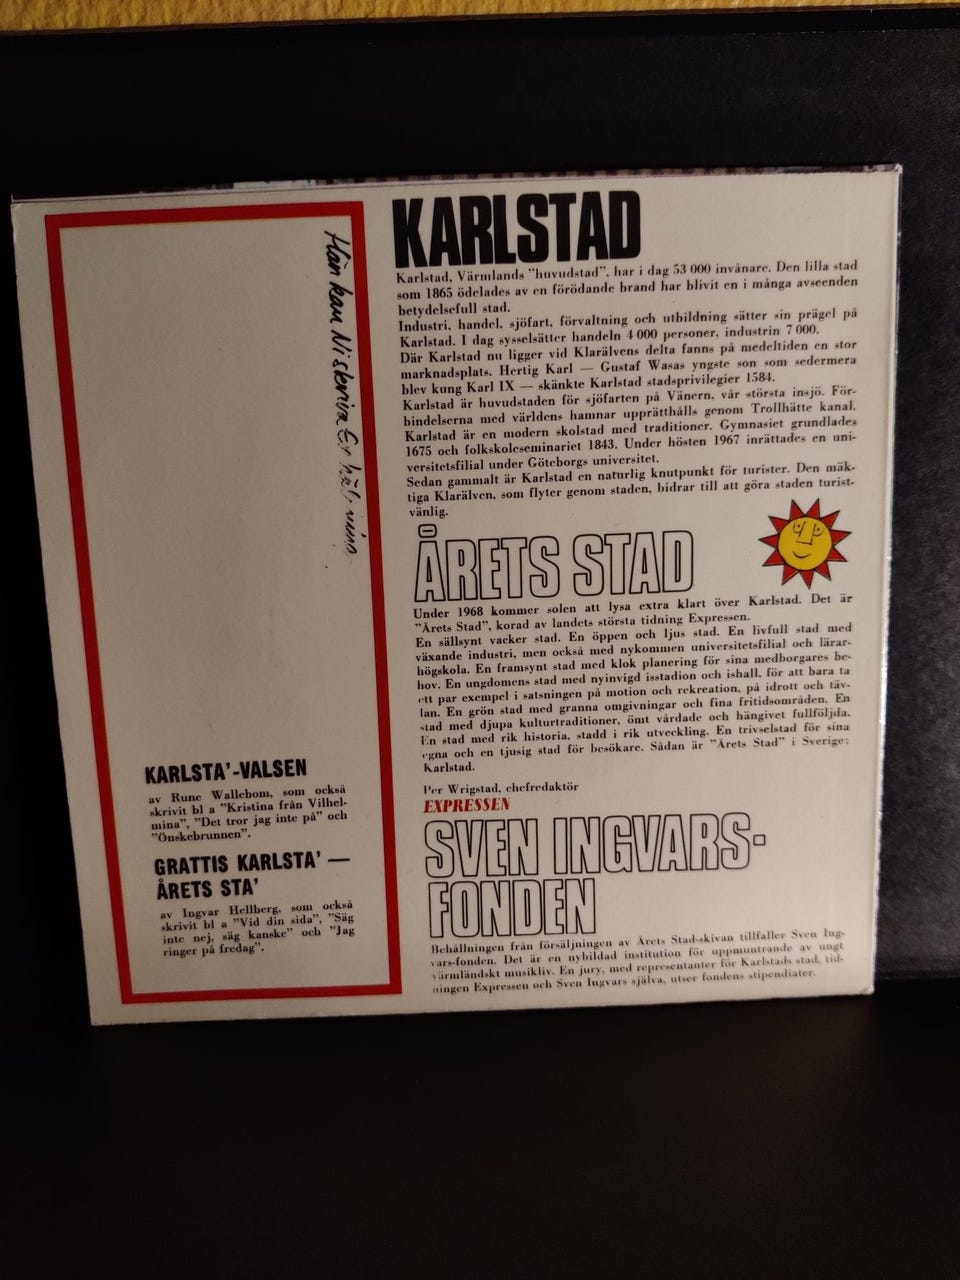 Här kan Ni skriva Er häls
KARLSTA'-VALSEN
av Rune Wallebom, som också
skrivit bl a "Kristina från Vilhel-
mina", "Det tror jag inte på" och
"Önskebrunnen".
GRATTIS KARLSTA' —
ÅRETS STA'
av Ingvar Hellberg, som också
skrivit bl a "Vid din sida", "Säg
inte nej, säg kanske" och "Jag
ringer på fredag".
KARLSTAD
Karlstad, Värmlands "huvudstad", har i dag 53 000 invånare. Den lilla stad
som 1865 ödelades av en förödande brand har blivit en i många avseenden
betydelsefull stad.
Industri, handel, sjöfart, förvaltning och utbildning sätter sin prägel på
Karlstad. I dag sysselsätter handeln 4 000 personer, industrin 7 000.
Där Karlstad nu ligger vid Klarälvens delta fanns på medeltiden en stor
marknadsplats. Hertig Karl — Gustaf Wasas yngste son som sedermera
blev kung Karl IX — skänkte Karlstad stadsprivilegier 1584.
Karlstad är huvudstaden för sjöfarten på Vänern, vår största insjö. För-
bindelserna med världens hamnar upprätthålls genom Trollhätte kanal.
Karlstad är en modern skolstad med traditioner. Gymnasiet grundlades
1675 och folkskoleseminariet 1843. Under hösten 1967 inrättades en uni-
versitetsfilial under Göteborgs universitet.
Sedan gammalt är Karlstad en naturlig knutpunkt för turister. Den mäk-
tiga Klarälven, som flyter genom staden, bidrar till att göra staden turist-
vänlig.
ÅRETS STAD
Under 1968 kommer solen att lysa extra klart över Karlstad. Det är
"Årets Stad", korad av landets största tidning Expressen.
En sällsynt vacker stad. En öppen och ljus stad. En livfull stad med
växande industri, men också med nykommen universitetsfilial och lärar-
högskola. En framsynt stad med klok planering för sina medborgares be-
hov. En ungdomens stad med nyinvigd isstadion och ishall, för att bara ta
ett par exempel i satsningen på motion och rekreation, på idrott och täv-
lan. En grön stad med granna omgivningar och fina fritidsområden. En
stad med djupa kulturtraditioner, ömt vårdade och hängivet fullföljda.
En stad med rik historia, stadd i rik utveckling. En trivselstad för sina
egna och en tjusig stad för besökare. Sådan är "Årets Stad" i Sverige:
Karlstad.
Per Wrigstad, chefredaktör
EXPRESSEN
SVEN INGVARS-
FONDEN
Behållningen från försäljningen av Årets Stad-skivan tillfaller Sven Ing-
vars-fonden. Det är en nybildad institution för uppmuntrande av ungt
värmländskt musikliv. En jury, med representanter för Karlstads stad, tid-
ningen Expressen och Sven Ingvars själva, utser fondens stipendiater.